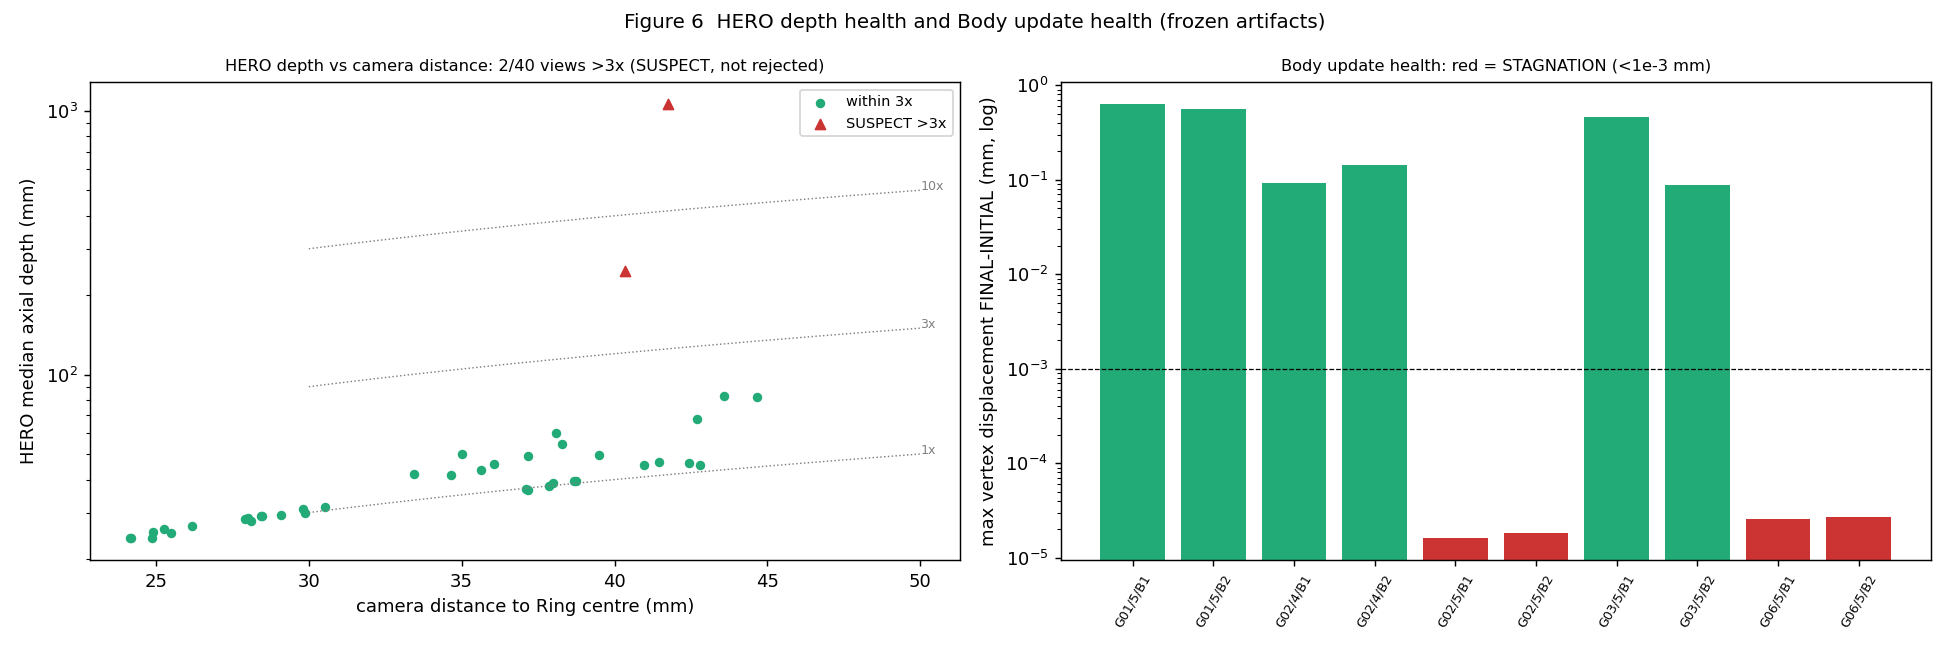 Figure 6  HERO depth health and Body update health (frozen artifacts)
HERO depth vs camera distance: 2/40 views >3x (SUSPECT, not rejected)
within 3x
SUSPECT >3x
10x
3x
1x
10³
10²
HERO median axial depth (mm)
25 30 35 40 45 50
camera distance to Ring centre (mm)
Body update health: red = STAGNATION (<1e-3 mm)
10⁰
10⁻¹
10⁻²
10⁻³
10⁻⁴
10⁻⁵
max vertex displacement FINAL-INITIAL (mm, log)
G01/5/B1 G01/5/B2 G02/4/B1 G02/4/B2 G02/5/B1 G02/5/B2 G03/5/B1 G03/5/B2 G06/5/B1 G06/5/B2